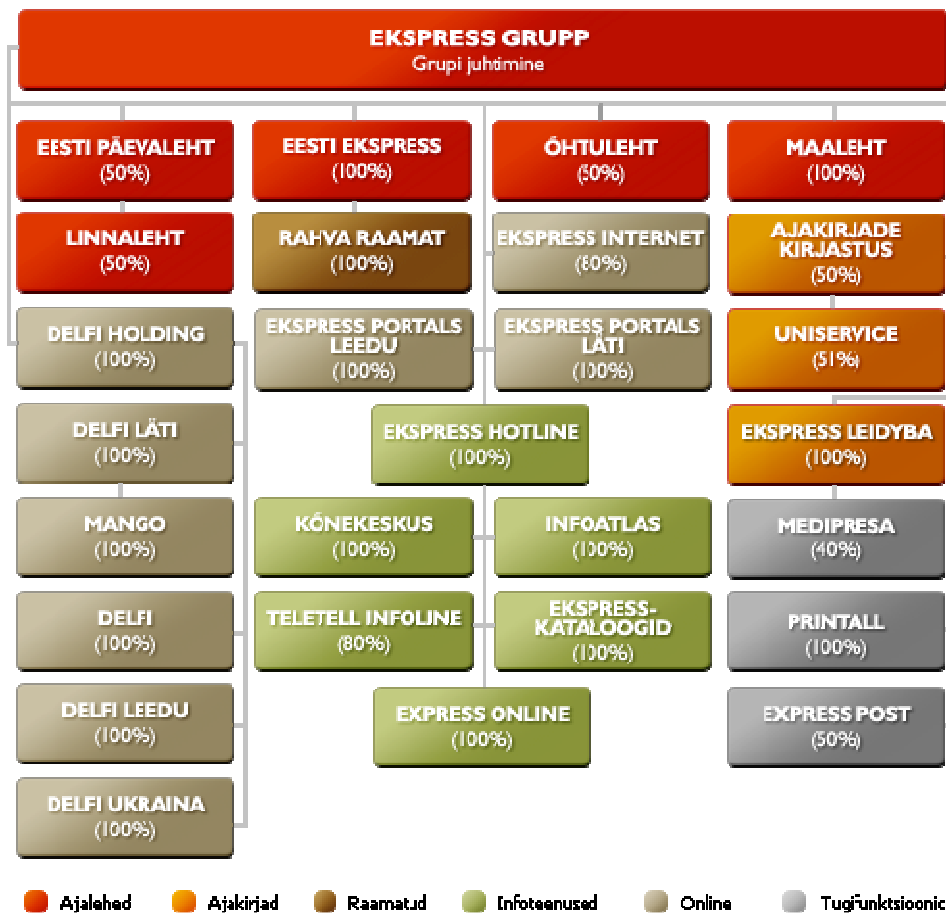 EKSPRESS GRUPP
Grupi juhtimine
EESTI PÄEVALEHT
(50%)
EESTI EKSPRESS
(100%)
ÕHTULEHT
(50%)
MAALEHT
(100%)
LINNALEHT
(50%)
RAHVA RAAMAT
(100%)
EKSPRESS INTERNET
(80%)
AJAKIRJADE
KIRJASTUS
(50%)
DELFI HOLDING
(100%)
EKSPRESS PORTALS
LEEDU
(100%)
EKSPRESS PORTALS
LÄTI
(100%)
UNISERVICE
(51%)
DELFI LÄTI
(100%)
EKSPRESS HOTLINE
(100%)
EKSPRESS LEIDYBA
(100%)
MANGO
(100%)
KÕNEKESKUS
(100%)
INFOATLAS
(100%)
MEDIPRESA
(40%)
DELFI
(100%)
TELETELL INFOLINE
(80%)
EKSPRESS-
KATALOOGID
(100%)
PRINTALL
(100%)
DELFI LEEDU
(100%)
EXPRESS ONLINE
(100%)
EXPRESS POST
(50%)
DELFI UKRAINA
(100%)
Ajalehed
Ajakirjad
Raamatud
Infoteenused
Online
Tugifunktsioonic